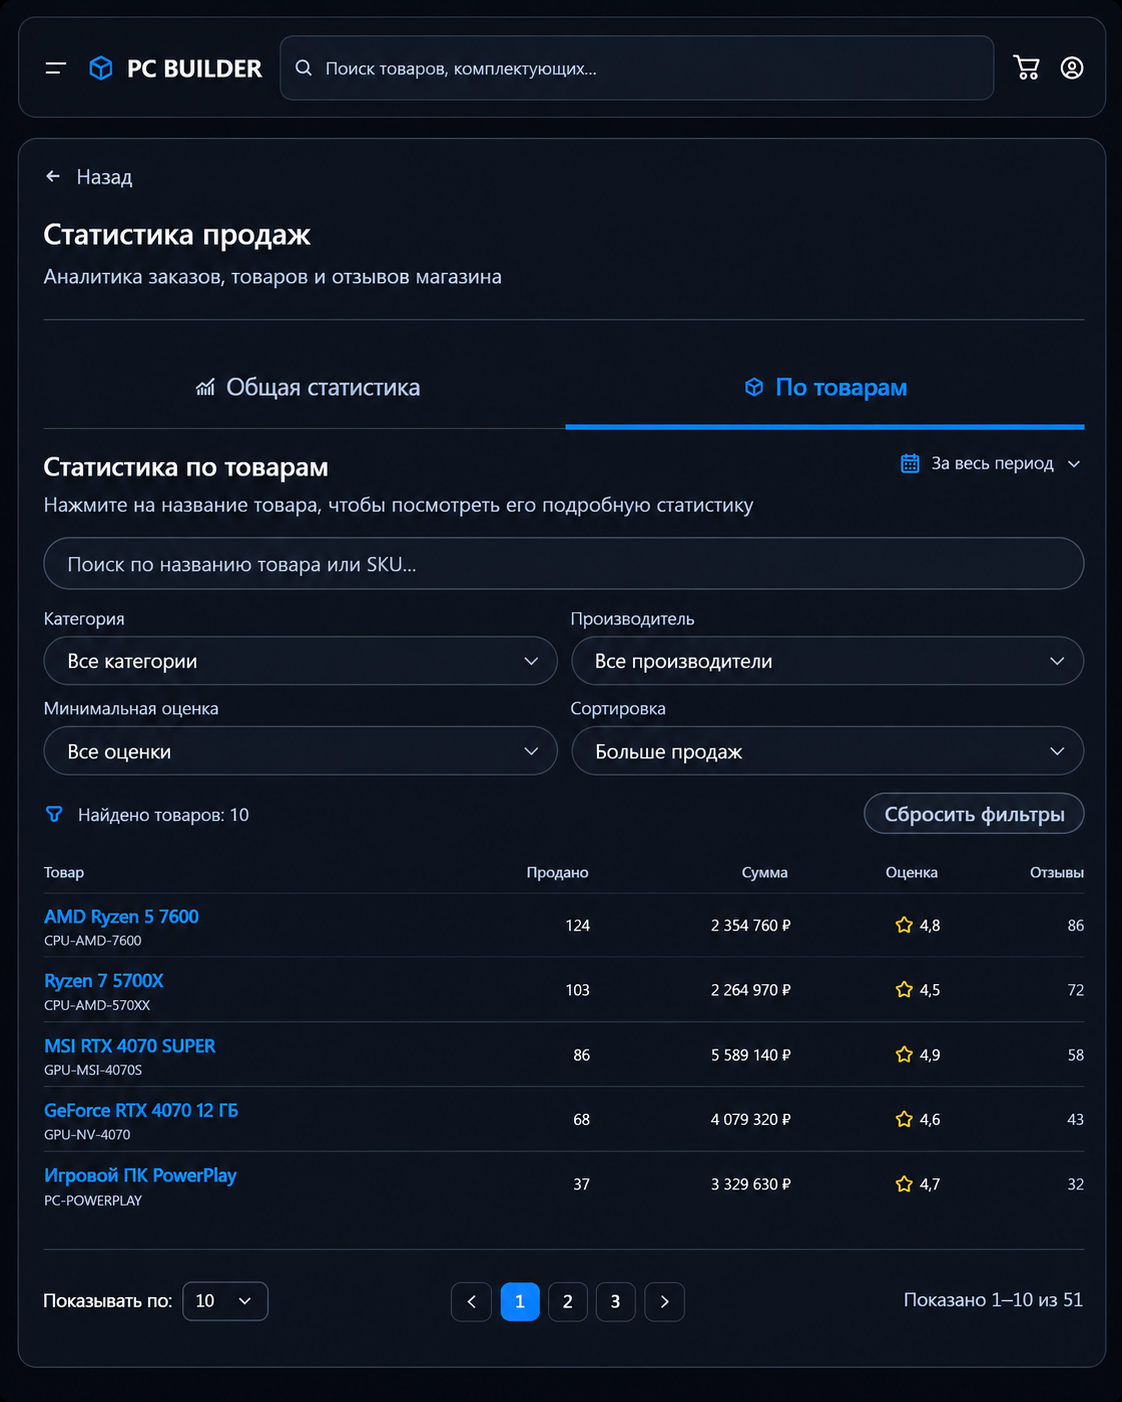 PC BUILDER
Поиск товаров, комплектующих...
Назад
Статистика продаж
Аналитика заказов, товаров и отзывов магазина
Общая статистика
По товарам
Статистика по товарам
За весь период
Нажмите на название товара, чтобы посмотреть его подробную статистику
Поиск по названию товара или SKU...
Категория
Производитель
Все категории
Все производители
Минимальная оценка
Сортировка
Все оценки
Больше продаж
Найдено товаров: 10
Сбросить фильтры
Товар Продано Сумма Оценка Отзывы
AMD Ryzen 5 7600
CPU-AMD-7600
124 2 354 760 ₽ 4,8 86
Ryzen 7 5700X
CPU-AMD-570XX
103 2 264 970 ₽ 4,5 72
MSI RTX 4070 SUPER
GPU-MSI-4070S
86 5 589 140 ₽ 4,9 58
GeForce RTX 4070 12 ГБ
GPU-NV-4070
68 4 079 320 ₽ 4,6 43
Игровой ПК PowerPlay
PC-POWERPLAY
37 3 329 630 ₽ 4,7 32
Показывать по: 10
1 2 3
Показано 1–10 из 51